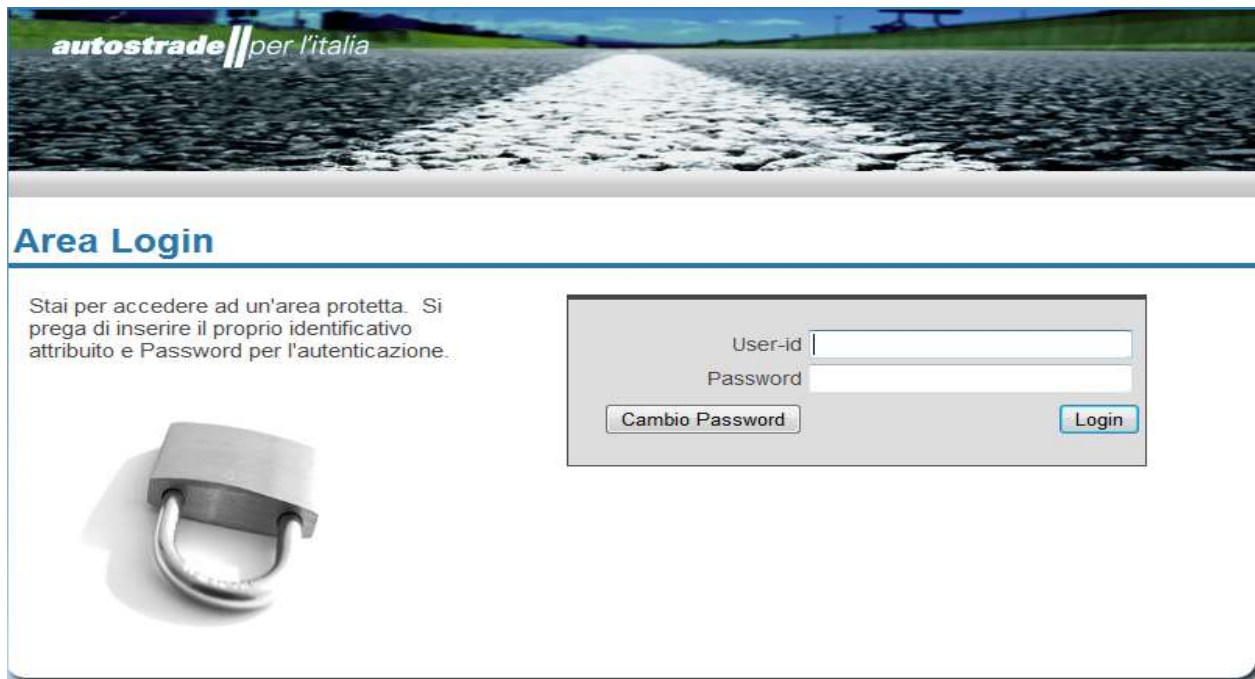 autostrade per l'italia
Area Login
Stai per accedere ad un'area protetta. Si
prega di inserire il proprio identificativo
attribuito e Password per l'autenticazione.
User-id
Password
Cambio Password
Login